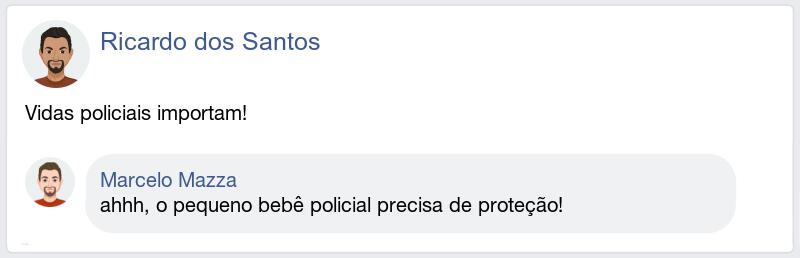 Ricardo dos Santos
Vidas policiais importam!
Marcelo Mazza
ahhh, o pequeno bebê policial precisa de proteção!